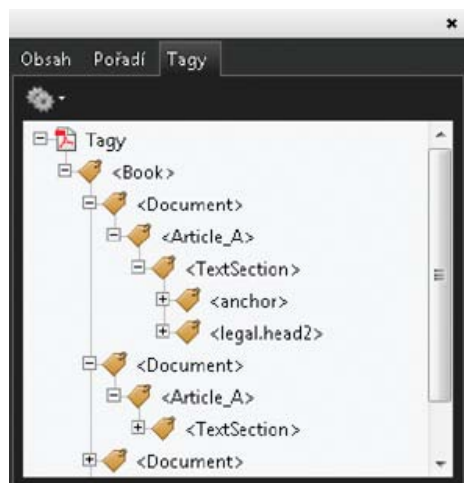 Obsah Pořadí Tagy
Tagy
<Book>
<Document>
<Article_A>
<TextSection>
<anchor>
<legal.head2>
<Document>
<Article_A>
<TextSection>
<Document>